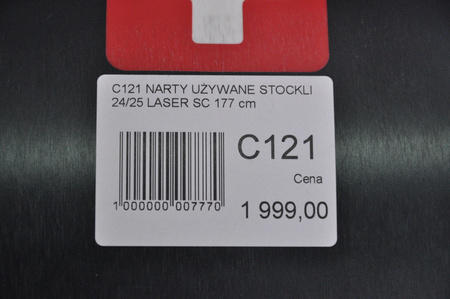 C121 NARTY UŻYWANE STOCKLI
24/25 LASER SC 177 cm
C121
Cena
1 000000 007770
1 999,00